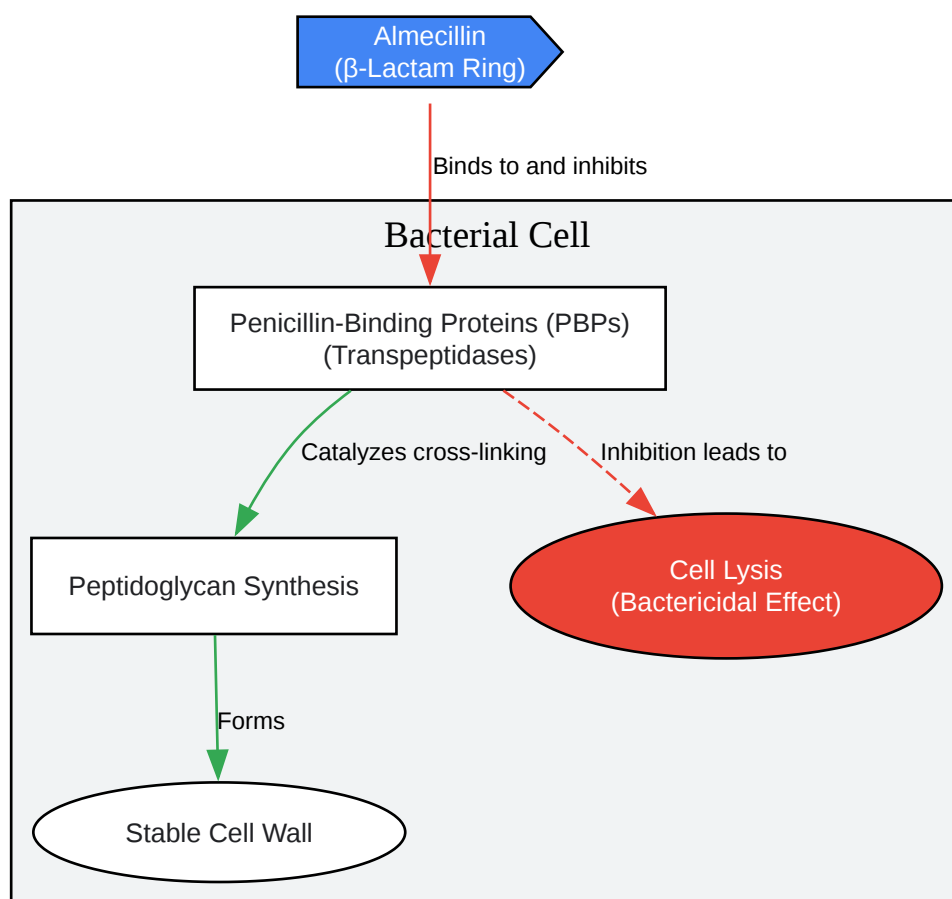 Almecillin
(β-Lactam Ring)
Binds to and inhibits
Bacterial Cell
Penicillin-Binding Proteins (PBPs)
(Transpeptidases)
Catalyzes cross-linking
Inhibition leads to
Peptidoglycan Synthesis
Cell Lysis
(Bactericidal Effect)
Forms
Stable Cell Wall